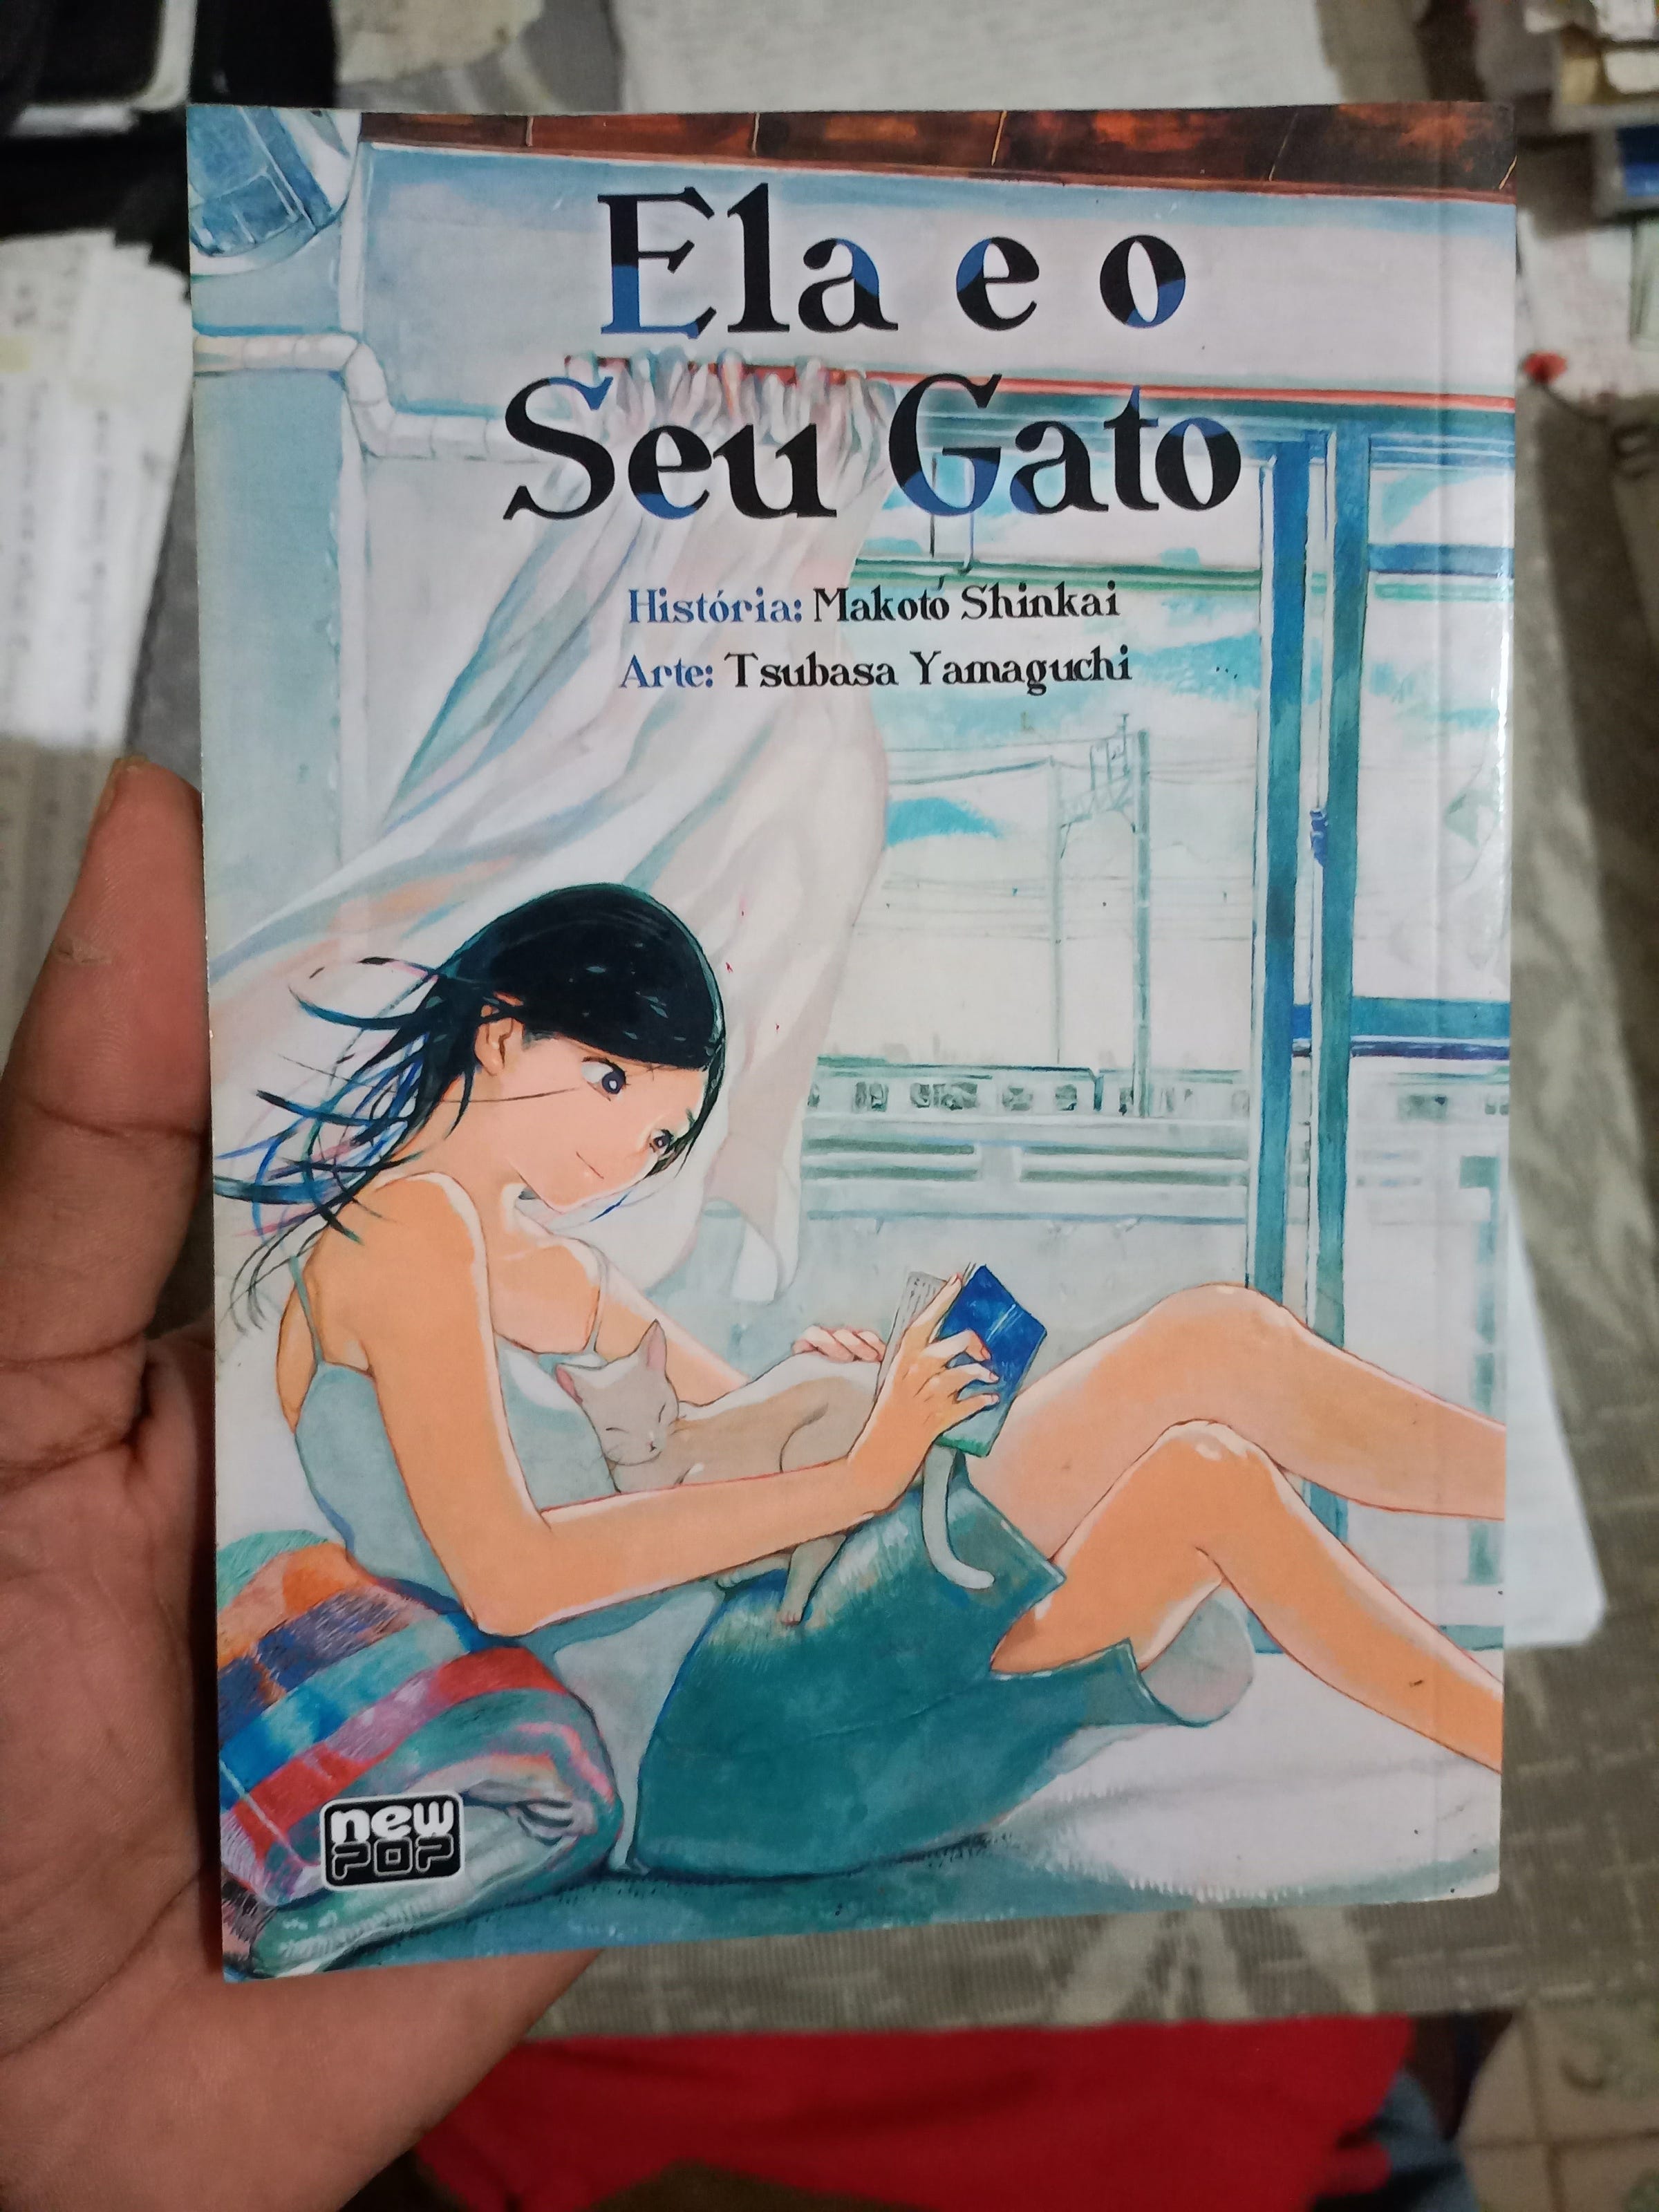 Ela e o
Seu Gato
História: Makoto Shinkai
Arte: Tsubasa Yamaguchi
new
POP